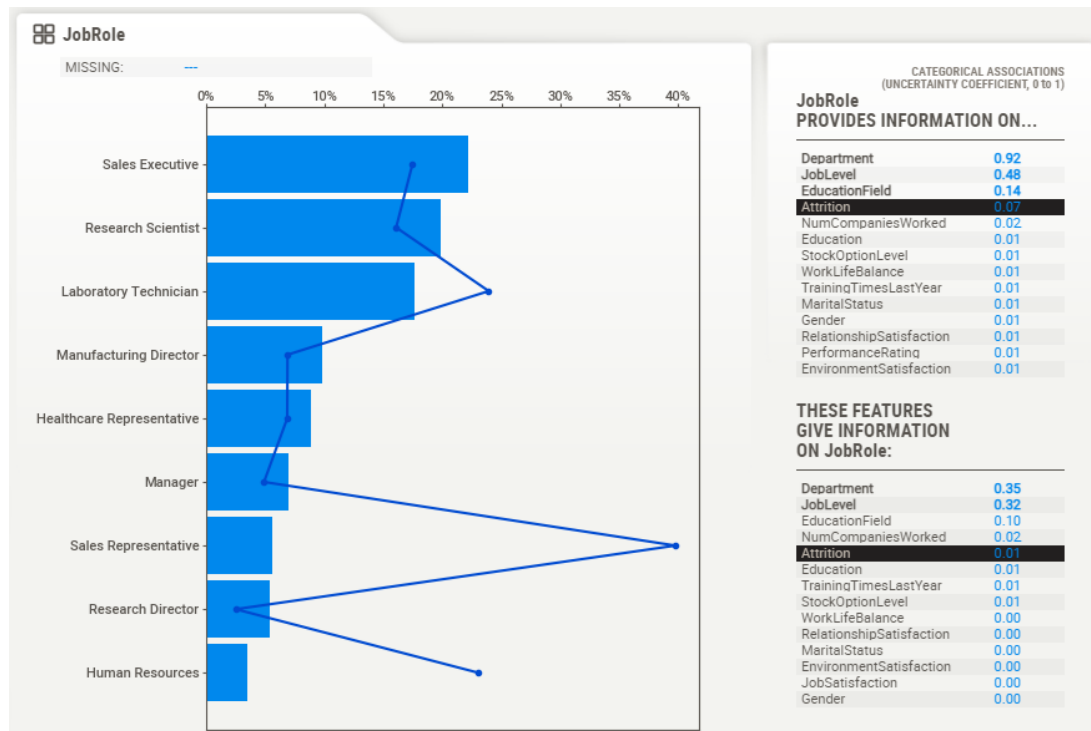 JobRole
MISSING: ---
0% 5% 10% 15% 20% 25% 30% 35% 40%
Sales Executive
Research Scientist
Laboratory Technician
Manufacturing Director
Healthcare Representative
Manager
Sales Representative
Research Director
Human Resources
CATEGORICAL ASSOCIATIONS
(UNCERTAINTY COEFFICIENT, 0 to 1)
JobRole
PROVIDES INFORMATION ON...
Department 0.92
JobLevel 0.48
EducationField 0.14
Attrition 0.07
NumCompaniesWorked 0.02
Education 0.01
StockOptionLevel 0.01
WorkLifeBalance 0.01
TrainingTimesLastYear 0.01
MaritalStatus 0.01
Gender 0.01
RelationshipSatisfaction 0.01
PerformanceRating 0.01
EnvironmentSatisfaction 0.01
THESE FEATURES
GIVE INFORMATION
ON JobRole:
Department 0.35
JobLevel 0.32
EducationField 0.10
NumCompaniesWorked 0.02
Attrition 0.01
Education 0.01
TrainingTimesLastYear 0.01
StockOptionLevel 0.01
WorkLifeBalance 0.00
RelationshipSatisfaction 0.00
MaritalStatus 0.00
EnvironmentSatisfaction 0.00
JobSatisfaction 0.00
Gender 0.00